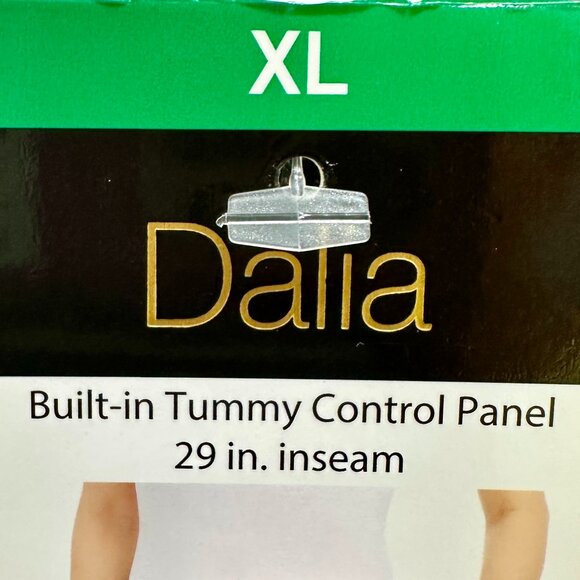 XL
Dalia
Built-in Tummy Control Panel
29 in. inseam